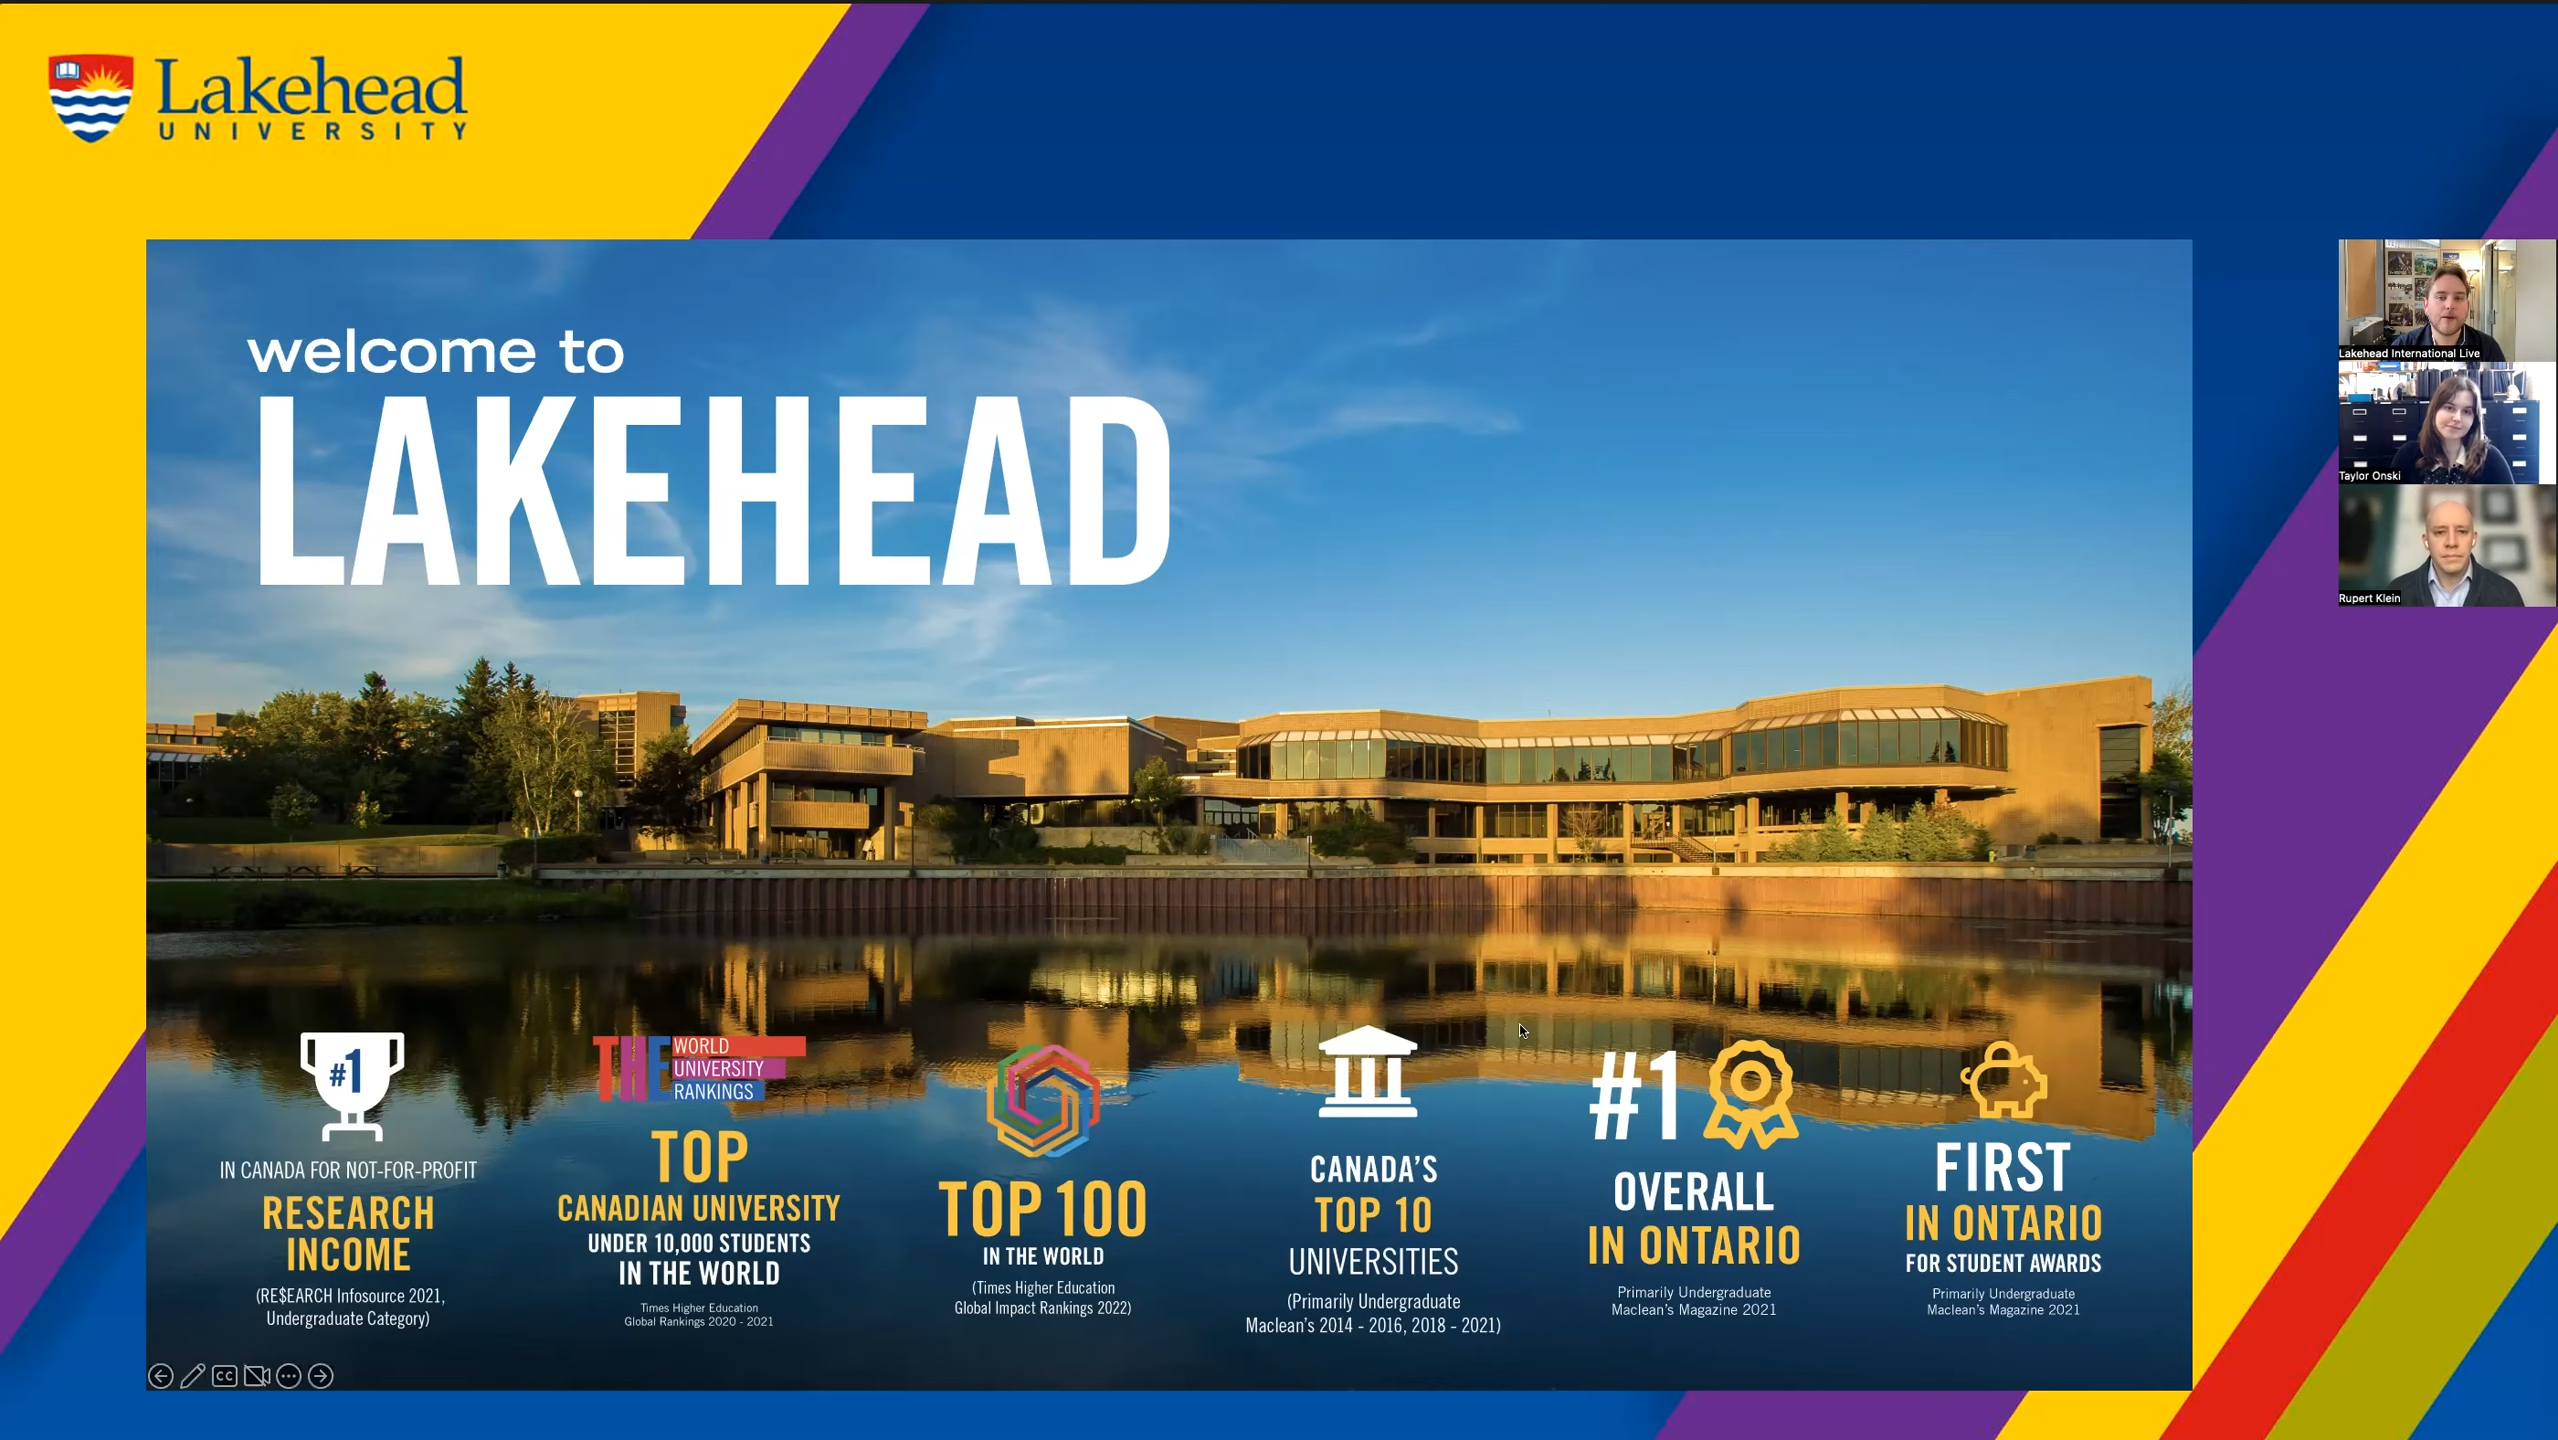 Lakehead
UNIVERSITY
welcome to
LAKEHEAD
Lakehead International Live
Taylor Onski
Rupert Klein
#1
IN CANADA FOR NOT-FOR-PROFIT
RESEARCH
INCOME
(RE$EARCH Infosource 2021,
Undergraduate Category)
THE
WORLD
UNIVERSITY
RANKINGS
TOP
CANADIAN UNIVERSITY
UNDER 10,000 STUDENTS
IN THE WORLD
Times Higher Education
Global Rankings 2020 - 2021
TOP 100
IN THE WORLD
(Times Higher Education
Global Impact Rankings 2022)
CANADA'S
TOP 10
UNIVERSITIES
(Primarily Undergraduate
Maclean's 2014 - 2016, 2018 - 2021)
#1
OVERALL
IN ONTARIO
Primarily Undergraduate
Maclean's Magazine 2021
FIRST
IN ONTARIO
FOR STUDENT AWARDS
Primarily Undergraduate
Maclean's Magazine 2021
CC